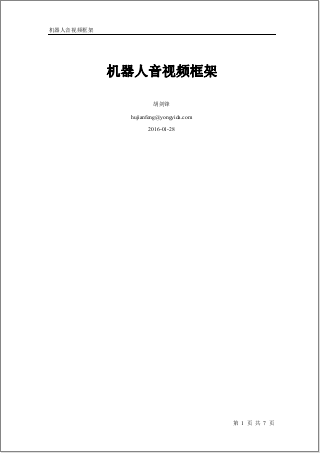 机器人音视频框架
机器人音视频框架
胡剑锋
hujianfeng@yongyida.com
2016-01-28
第 1 页 共 7 页